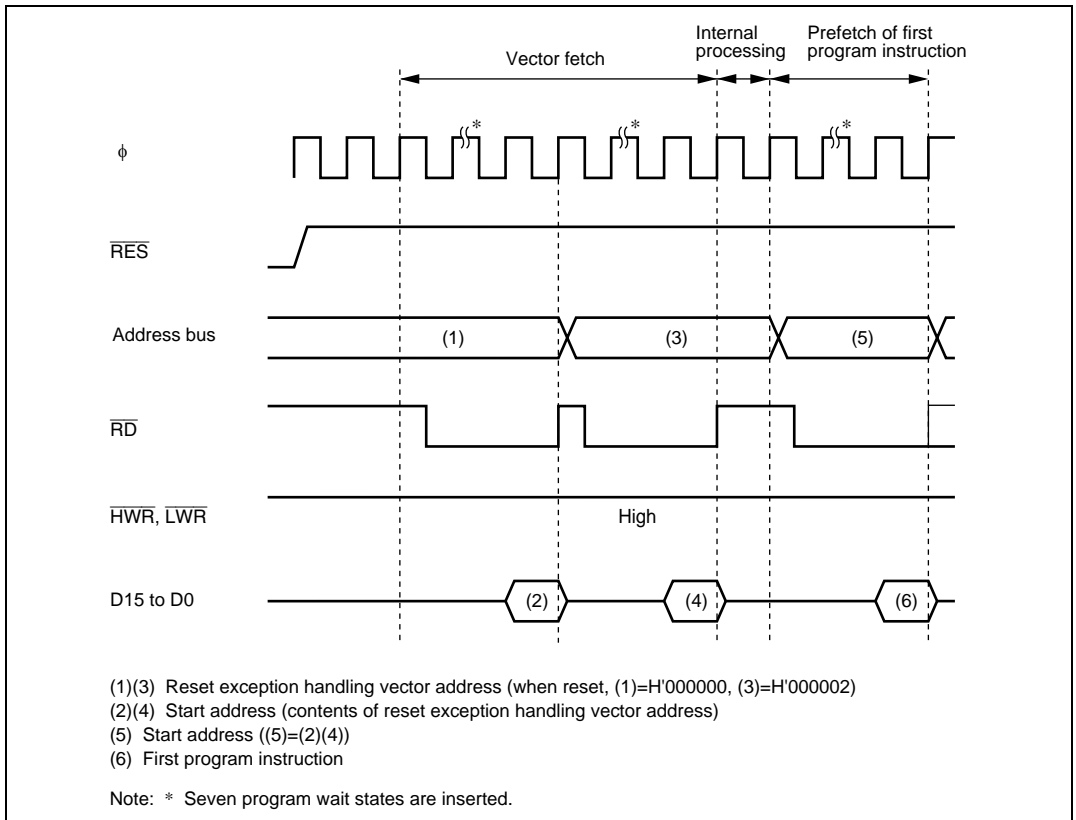 Vector fetch
Internal
processing
Prefetch of first
program instruction
*
*
*
ϕ
RES
Address bus
(1)
(3)
(5)
RD
HWR, LWR
High
D15 to D0
(2)
(4)
(6)
(1)(3) Reset exception handling vector address (when reset, (1)=H'000000, (3)=H'000002)
(2)(4) Start address (contents of reset exception handling vector address)
(5) Start address ((5)=(2)(4))
(6) First program instruction
Note: * Seven program wait states are inserted.